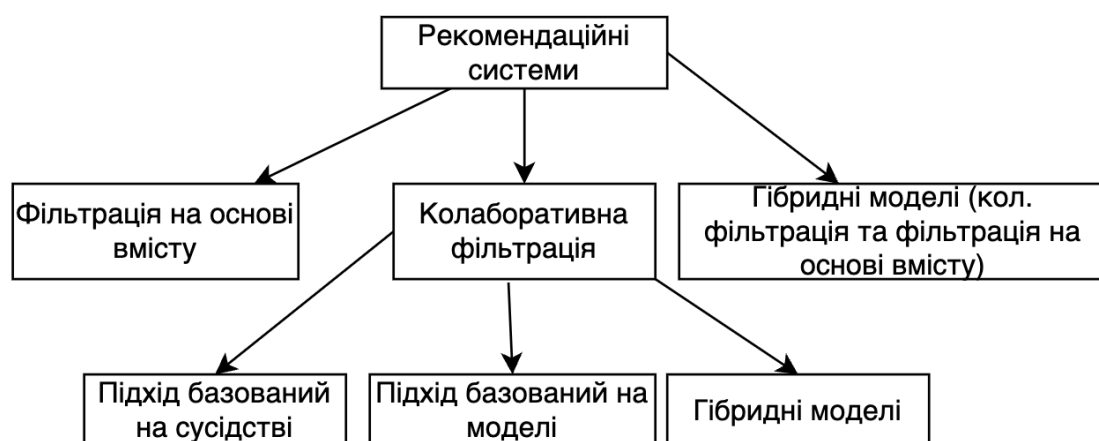 Рекомендаційні
системи
Фільтрація на основі
вмісту
Колаборативна
фільтрація
Гібридні моделі (кол.
фільтрація та фільтрація на
основі вмісту)
Підхід базований
на сусідстві
Підхід базований на
моделі
Гібридні моделі